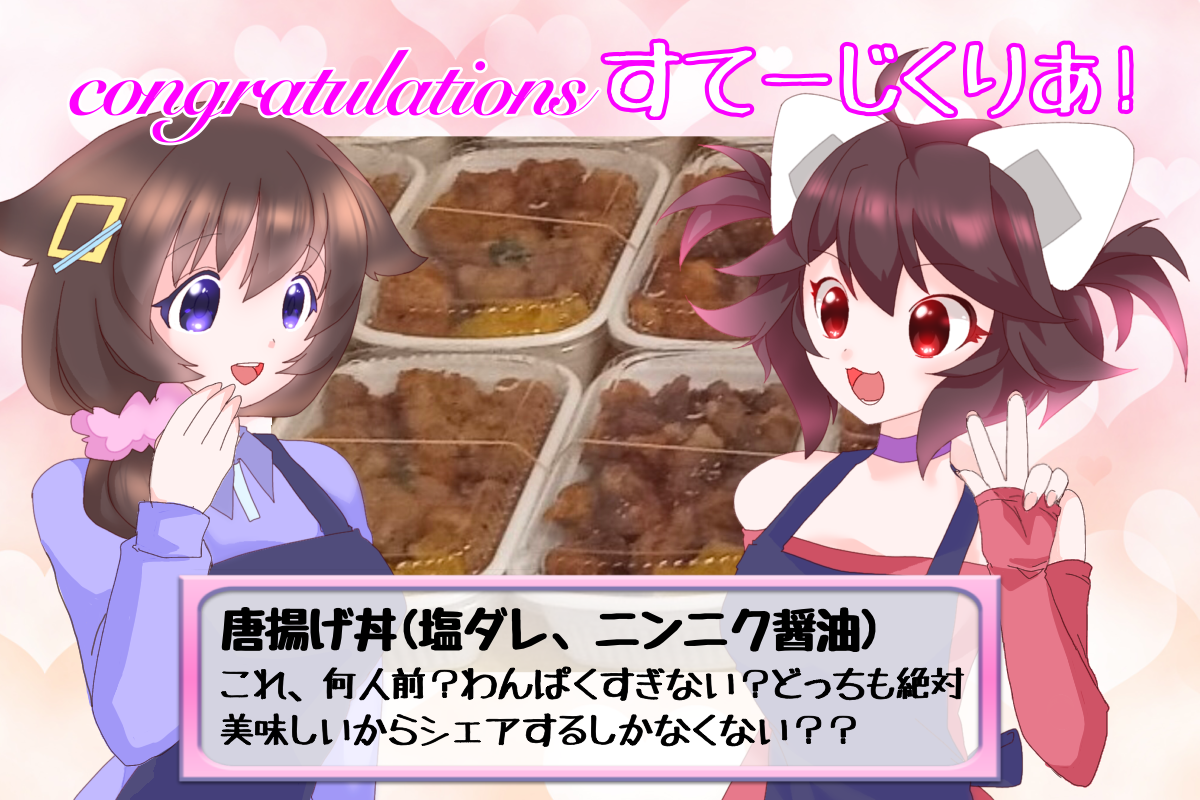 congratulations すてーじくりあ!
唐揚げ丼(塩ダレ、ニンニク醤油)
これ、何人前？わんぱくすぎない？どっちも絶対
美味しいからシェアするしかなくない？？